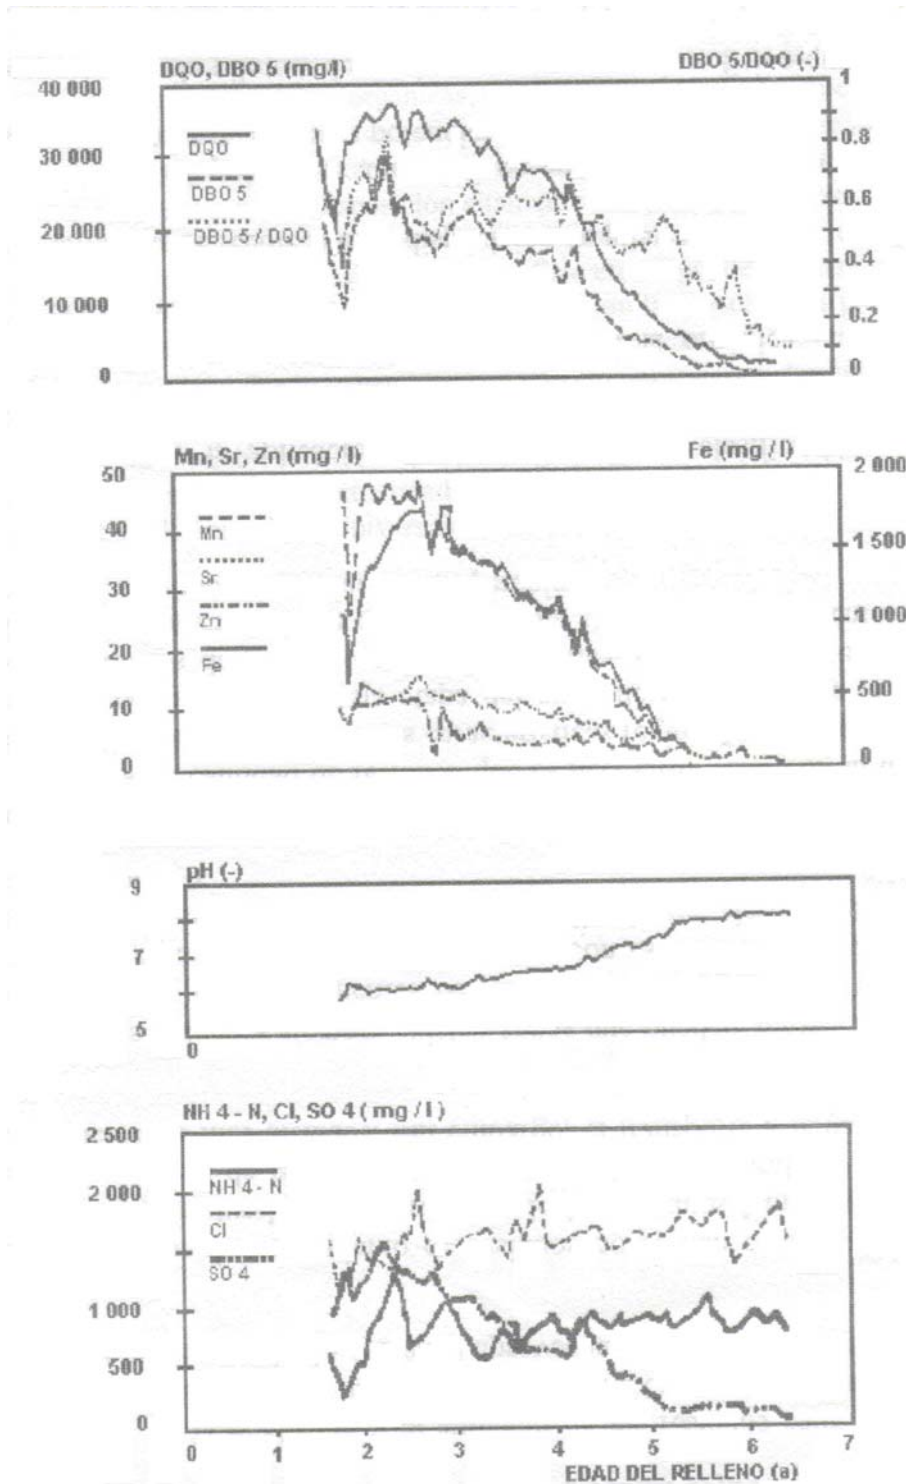 DQO, DBO 5 (mg/l) DBO 5/DQO (-)
40 000 1
30 000 0.8
20 000 0.6
10 000 0.4
0 0.2
0
DQO
DBO 5
DBO 5 / DQO
Mn, Sr, Zn (mg / l) Fe (mg / l)
50 2 000
40 1 500
30 1 000
20 500
10 0
0
Mn
Sr
Zn
Fe
pH (-)
9
7
5
0
NH 4 - N, Cl, SO 4 ( mg / l )
2 500
2 000
1 000
500
0
NH 4 - N
Cl
SO 4
0 1 2 3 4 5 6 7
EDAD DEL RELLENO (a)